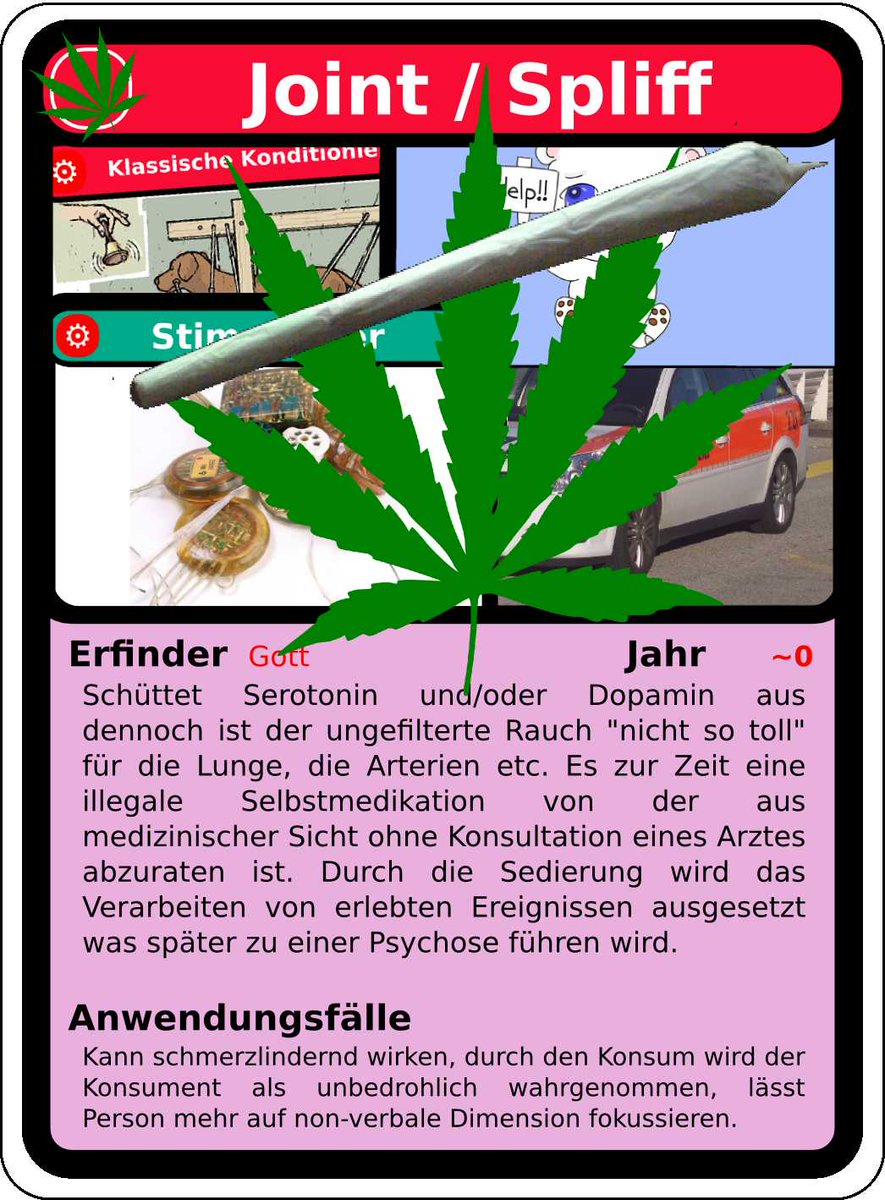 Joint / Spliff
Klassische Konditionie
elp!!
Stim er
Erfinder Gott Jahr ~0
Schüttet Serotonin und/oder Dopamin aus
dennoch ist der ungefilterte Rauch "nicht so toll"
für die Lunge, die Arterien etc. Es zur Zeit eine
illegale Selbstmedikation von der aus
medizinischer Sicht ohne Konsultation eines Arztes
abzuraten ist. Durch die Sedierung wird das
Verarbeiten von erlebten Ereignissen ausgesetzt
was später zu einer Psychose führen wird.
Anwendungsfälle
Kann schmerzlindernd wirken, durch den Konsum wird der
Konsument als unbedrohlich wahrgenommen, lässt
Person mehr auf non-verbale Dimension fokussieren.